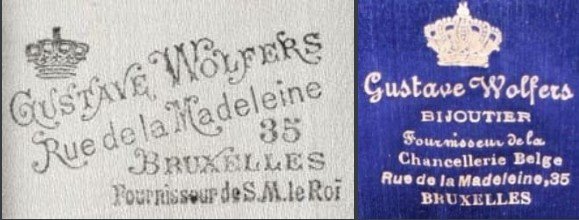 GUSTAVE WOLFERS
Rue de la Madeleine
35
BRUXELLES
Fournisseur de S.M. le Roi
Gustave Wolfers
BIJOUTIER
Fournisseur de la
Chancellerie Belge
Rue de la Madeleine, 35
BRUXELLES